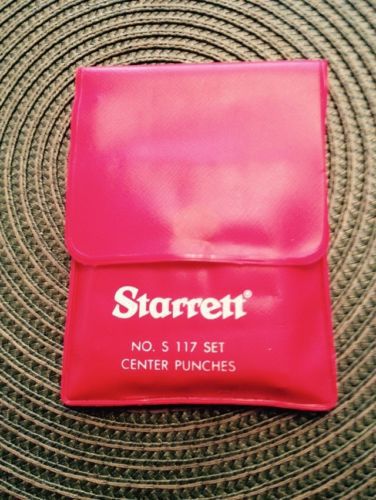 Starrett®
NO. S 117 SET
CENTER PUNCHES